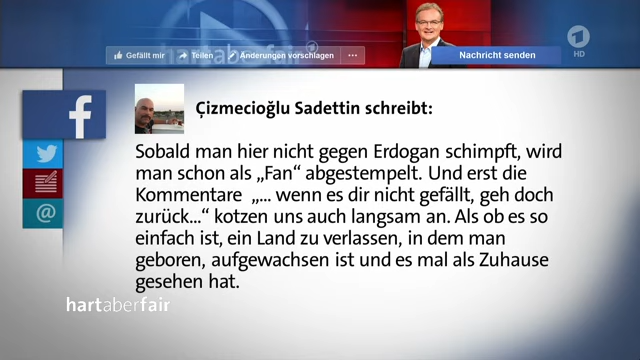 Gefällt mir
Teilen
Änderungen vorschlagen
...
Nachricht senden
HD
f
@
Çizmecioğlu Sadettin schreibt:
Sobald man hier nicht gegen Erdogan schimpft, wird
man schon als „Fan“ abgestempelt. Und erst die
Kommentare „... wenn es dir nicht gefällt, geh doch
zurück...“ kotzen uns auch langsam an. Als ob es so
einfach ist, ein Land zu verlassen, in dem man
geboren, aufgewachsen ist und es mal als Zuhause
gesehen hat.
hartaberfair